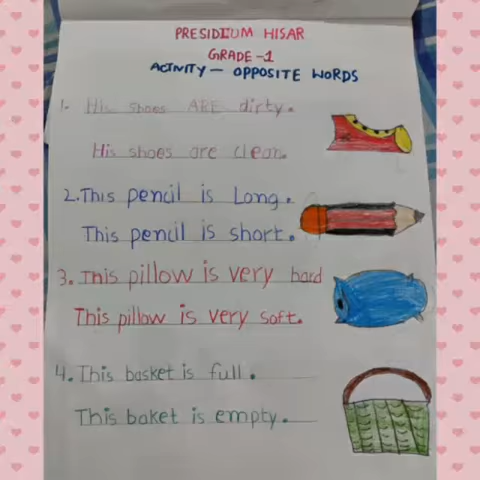 PRESIDIUM HISAR
GRADE-1
ACTIVITY - OPPOSITE WORDS
1. His shoes ARE dirty.
His shoes are clean.
2. This pencil is Long.
This pencil is short.
3. This pillow is very hard
This pillow is very soft.
4. This basket is full.
This baket is empty.